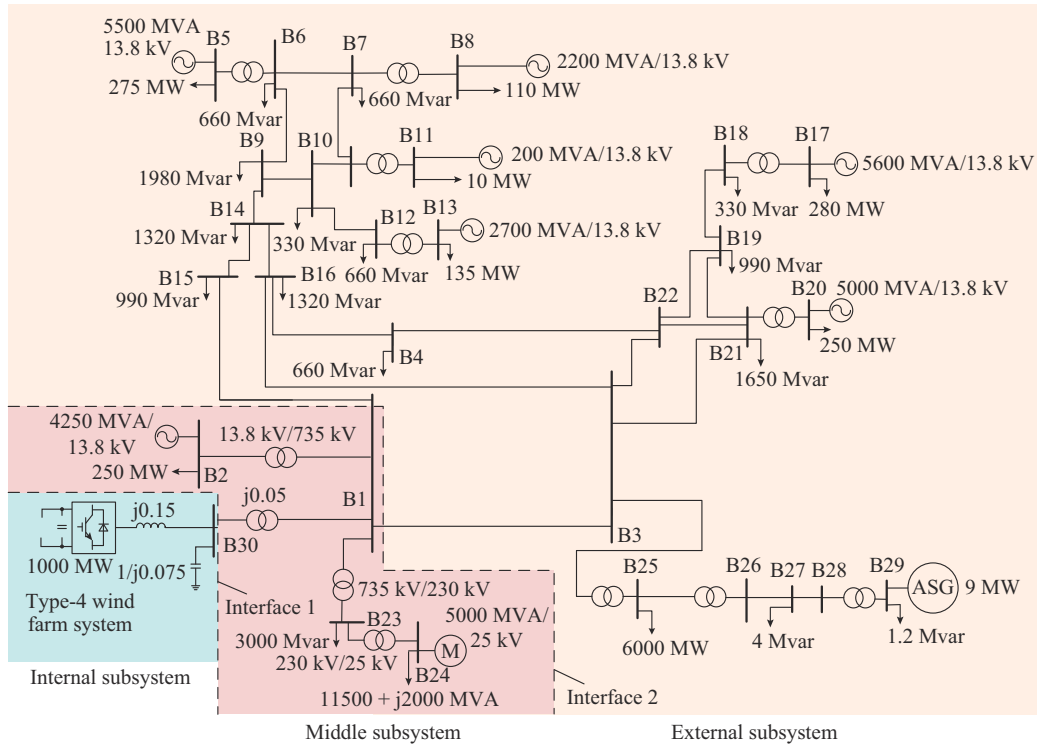 5500 MVA
13.8 kV
B5
B6
B7
B8
2200 MVA/13.8 kV
275 MW
660 Mvar
660 Mvar
110 MW
B9
B10
B11
200 MVA/13.8 kV
10 MW
1980 Mvar
B18
B17
5600 MVA/13.8 kV
330 Mvar
280 MW
B14
1320 Mvar
330 Mvar
B12
B13
2700 MVA/13.8 kV
660 Mvar
135 MW
B19
990 Mvar
B15
990 Mvar
B16
1320 Mvar
B22
B20
5000 MVA/13.8 kV
250 MW
B4
660 Mvar
B21
1650 Mvar
4250 MVA/
13.8 kV
13.8 kV/735 kV
250 MW
B2
B1
j0.05
B3
j0.15
1000 MW
B30
1/j0.075
Type-4 wind
farm system
Interface 1
735 kV/230 kV
B23
5000 MVA/
25 kV
3000 Mvar
230 kV/25 kV
M
B24
11500 + j2000 MVA
B25
B26
B27
B28
B29
ASG
9 MW
6000 MW
4 Mvar
1.2 Mvar
Internal subsystem
Interface 2
Middle subsystem
External subsystem